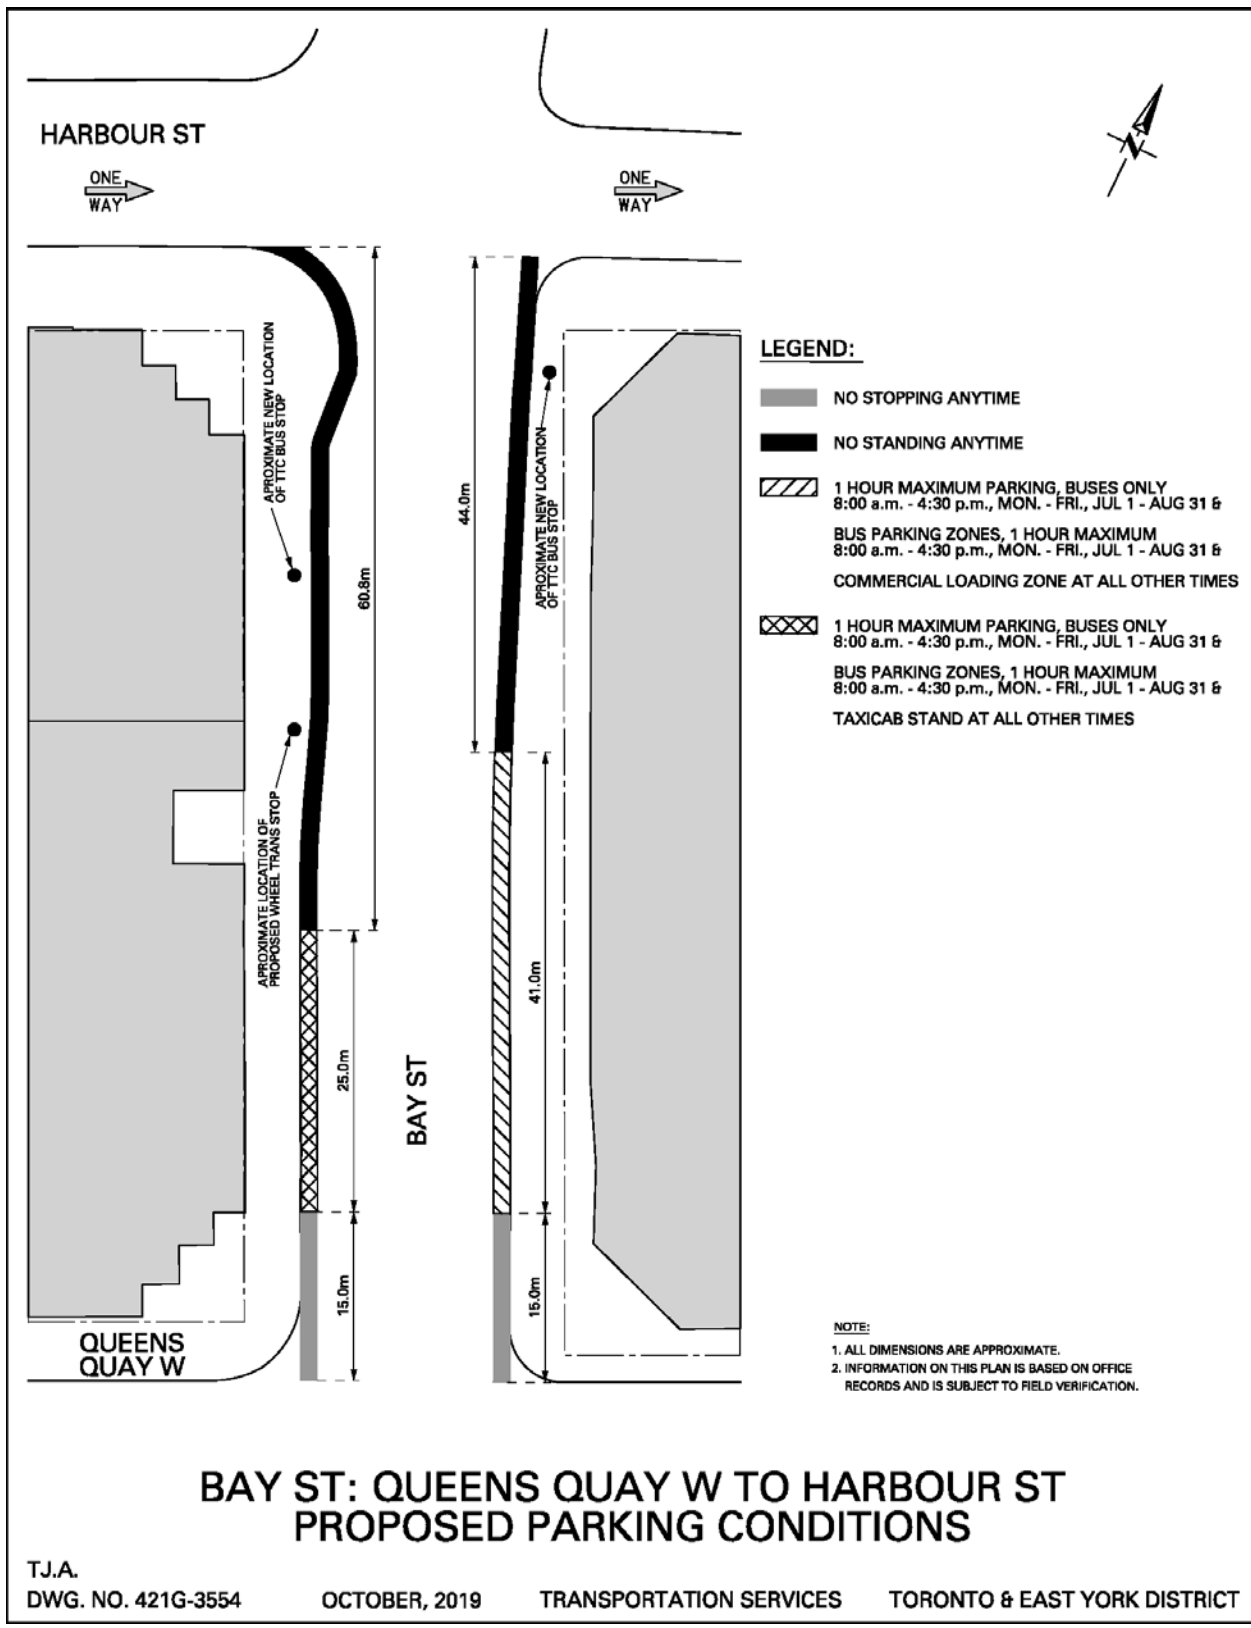 HARBOUR ST
ONE
WAY
ONE
WAY
N
APROXIMATE NEW LOCATION
OF TTC BUS STOP
60.8m
44.0m
APROXIMATE NEW LOCATION
OF TTC BUS STOP
APROXIMATE LOCATION OF
PROPOSED WHEEL TRANS STOP
25.0m
41.0m
BAY ST
15.0m
15.0m
QUEENS
QUAY W
LEGEND:
NO STOPPING ANYTIME
NO STANDING ANYTIME
1 HOUR MAXIMUM PARKING, BUSES ONLY
8:00 a.m. - 4:30 p.m., MON. - FRI., JUL 1 - AUG 31 &
BUS PARKING ZONES, 1 HOUR MAXIMUM
8:00 a.m. - 4:30 p.m., MON. - FRI., JUL 1 - AUG 31 &
COMMERCIAL LOADING ZONE AT ALL OTHER TIMES
1 HOUR MAXIMUM PARKING, BUSES ONLY
8:00 a.m. - 4:30 p.m., MON. - FRI., JUL 1 - AUG 31 &
BUS PARKING ZONES, 1 HOUR MAXIMUM
8:00 a.m. - 4:30 p.m., MON. - FRI., JUL 1 - AUG 31 &
TAXICAB STAND AT ALL OTHER TIMES
NOTE:
1. ALL DIMENSIONS ARE APPROXIMATE.
2. INFORMATION ON THIS PLAN IS BASED ON OFFICE
RECORDS AND IS SUBJECT TO FIELD VERIFICATION.
BAY ST: QUEENS QUAY W TO HARBOUR ST
PROPOSED PARKING CONDITIONS
T.J.A.
DWG. NO. 421G-3554 OCTOBER, 2019 TRANSPORTATION SERVICES TORONTO & EAST YORK DISTRICT